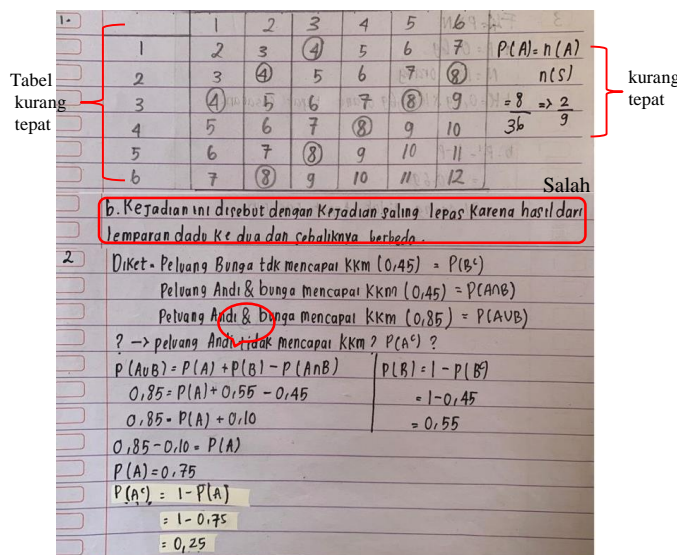 1.
1 2 3 4 5 6
1 2 3 4 5 6 7 P(A) = n(A)
n(S)
2 3 4 5 6 7 8
3 4 5 6 7 8 9 = 8 => 2
36 9
4 5 6 7 8 9 10
5 6 7 8 9 10 11
6 7 8 9 10 11 12
Tabel
kurang
tepat
kurang
tepat
Salah
b. Kejadian ini disebut dengan Kejadian saling lepas karena hasil dari
lemparan dadu ke dua dan sebaliknya berbeda.
2 Diket = Peluang Bunga tdk mencapai KKM (0,45) = P(Bᶜ)
Peluang Andi & bunga mencapai KKM (0,45) = P(A∩B)
Peluang Andi & bunga mencapai KKM (0,85) = P(A∪B)
? → peluang Andi tidak mencapai KKM? P(Aᶜ) ?
P(A∪B) = P(A) + P(B) - P(A∩B)
0,85 = P(A) + 0,55 - 0,45
0,85 = P(A) + 0,10
0,85 - 0,10 = P(A)
P(A) = 0,75
P(Aᶜ) = 1 - P(A)
= 1 - 0,75
= 0,25
P(B) = 1 - P(Bᶜ)
= 1 - 0,45
= 0,55